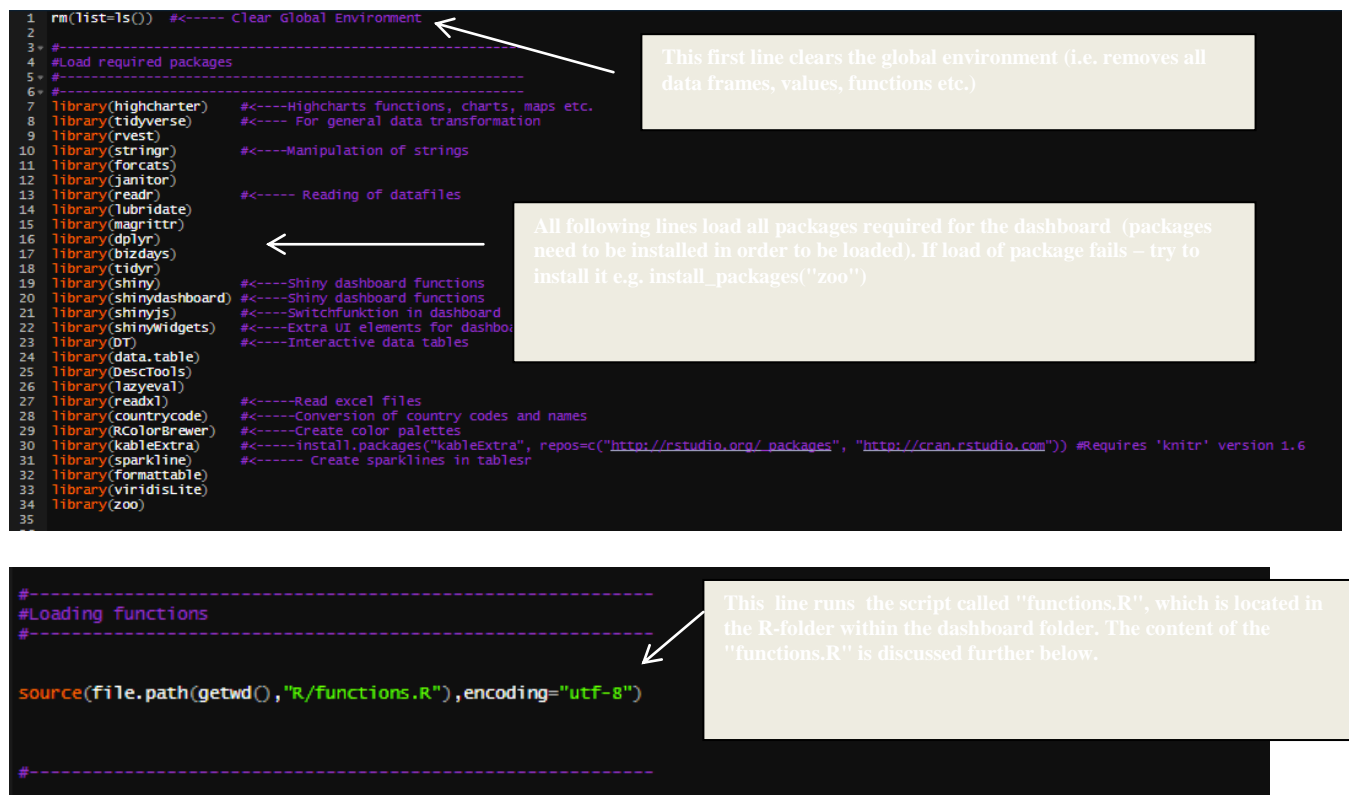 1 rm(list=ls()) #<----- Clear Global Environment
2
3 #----------------------------------------------------------
4 #Load required packages
5 #----------------------------------------------------------
6 #----------------------------------------------------------
7 library(highcharter) #<----Highcharts functions, charts, maps etc.
8 library(tidyverse) #<---- For general data transformation
9 library(rvest)
10 library(stringr) #<----Manipulation of strings
11 library(forcats)
12 library(janitor)
13 library(readr) #<----- Reading of datafiles
14 library(lubridate)
15 library(magrittr)
16 library(dplyr)
17 library(bizdays)
18 library(tidyr)
19 library(shiny) #<----Shiny dashboard functions
20 library(shinydashboard) #<----Shiny dashboard functions
21 library(shinyjs) #<----Switchfunktion in dashboard
22 library(shinyWidgets) #<----Extra UI elements for dashboa
23 library(DT) #<----Interactive data tables
24 library(data.table)
25 library(DescTools)
26 library(lazyeval)
27 library(readxl) #<-----Read excel files
28 library(countrycode) #<-----Conversion of country codes and names
29 library(RColorBrewer) #<-----Create color palettes
30 library(kableExtra) #<-----install.packages("kableExtra", repos=c("http://rstudio.org/_packages", "http://cran.rstudio.com")) #Requires 'knitr' version 1.6
31 library(sparkline) #<------ Create sparklines in tablesr
32 library(formattable)
33 library(viridisLite)
34 library(zoo)
35
This first line clears the global environment (i.e. removes all
data frames, values, functions etc.)
All following lines load all packages required for the dashboard (packages
need to be installed in order to be loaded). If load of package fails – try to
install it e.g. install_packages("zoo")
#----------------------------------------------------------
#Loading functions
#----------------------------------------------------------
source(file.path(getwd(),"R/functions.R"),encoding="utf-8")
#----------------------------------------------------------
This line runs the script called "functions.R", which is located in
the R-folder within the dashboard folder. The content of the
"functions.R" is discussed further below.